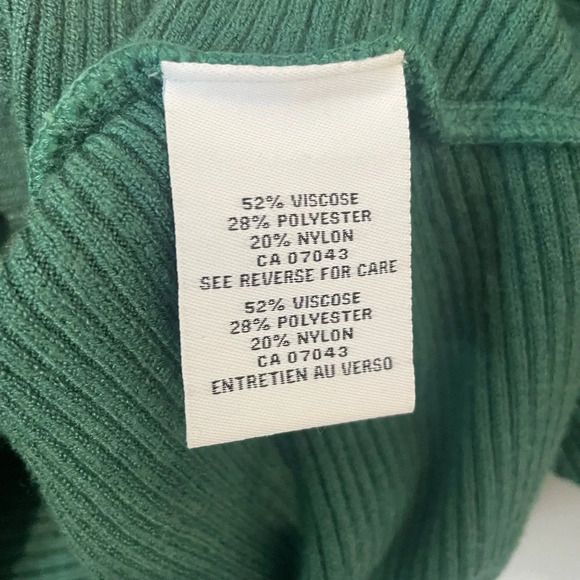 52% VISCOSE
28% POLYESTER
20% NYLON
CA 07043
SEE REVERSE FOR CARE
52% VISCOSE
28% POLYESTER
20% NYLON
CA 07043
ENTRETIEN AU VERSO